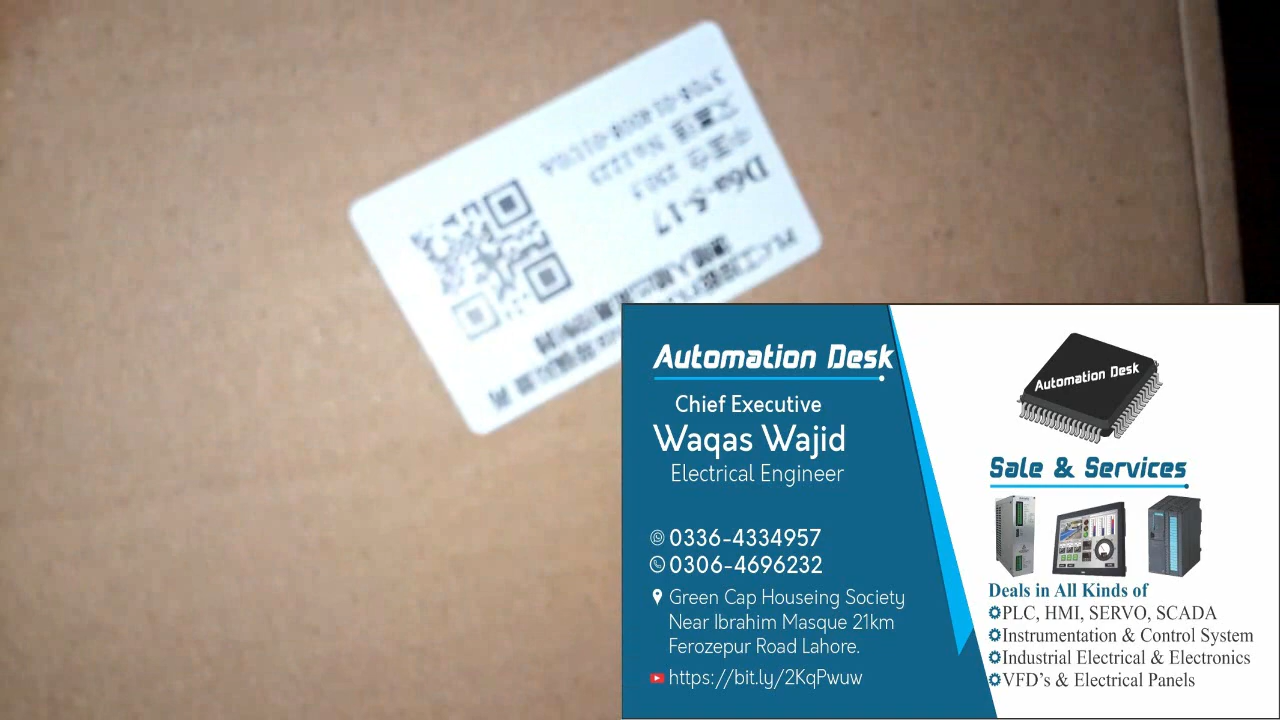 D6a-S-17
Automation Desk
Chief Executive
Waqas Wajid
Electrical Engineer
0336-4334957
0306-4696232
Green Cap Houseing Society
Near Ibrahim Masque 21km
Ferozepur Road Lahore.
https://bit.ly/2KqPwuw
Automation Desk
Sale & Services
Deals in All Kinds of
PLC, HMI, SERVO, SCADA
Instrumentation & Control System
Industrial Electrical & Electronics
VFD's & Electrical Panels